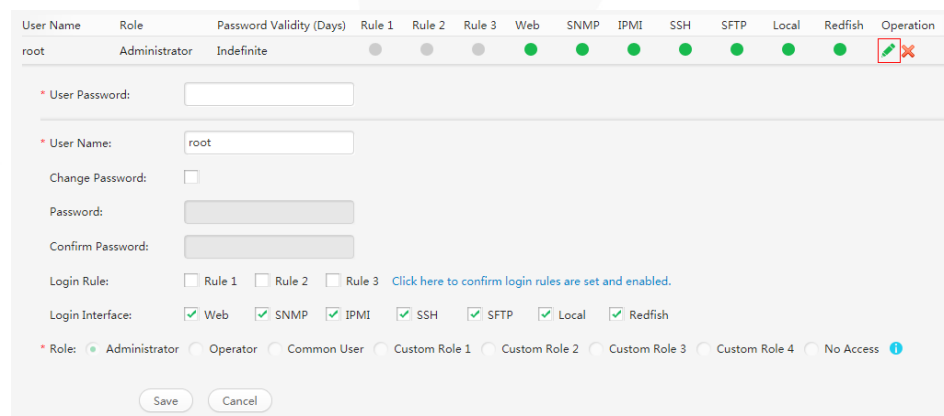 User Name Role Password Validity (Days) Rule 1 Rule 2 Rule 3 Web SNMP IPMI SSH SFTP Local Redfish Operation
root Administrator Indefinite
* User Password:
* User Name: root
Change Password:
Password:
Confirm Password:
Login Rule: Rule 1 Rule 2 Rule 3 Click here to confirm login rules are set and enabled.
Login Interface: Web SNMP IPMI SSH SFTP Local Redfish
* Role: Administrator Operator Common User Custom Role 1 Custom Role 2 Custom Role 3 Custom Role 4 No Access
Save Cancel